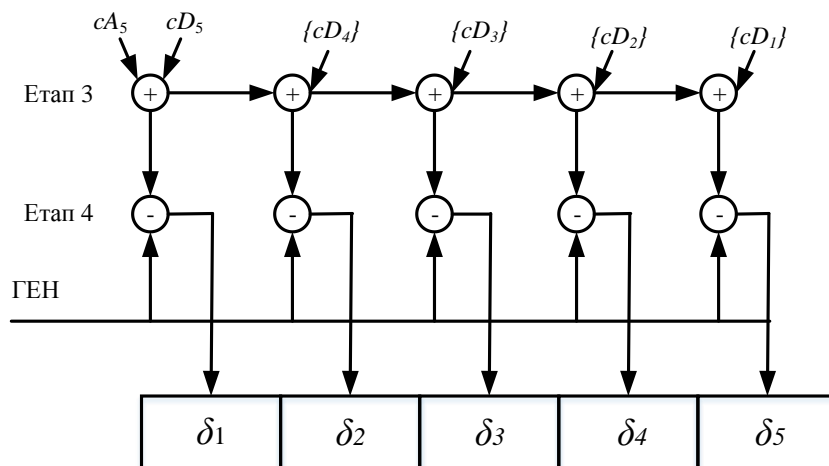 cA₅ cD₅ {cD₄} {cD₃} {cD₂} {cD₁}
Етап 3 + + + + +
Етап 4 - - - - -
ГЕН
δ1 δ2 δ3 δ4 δ5